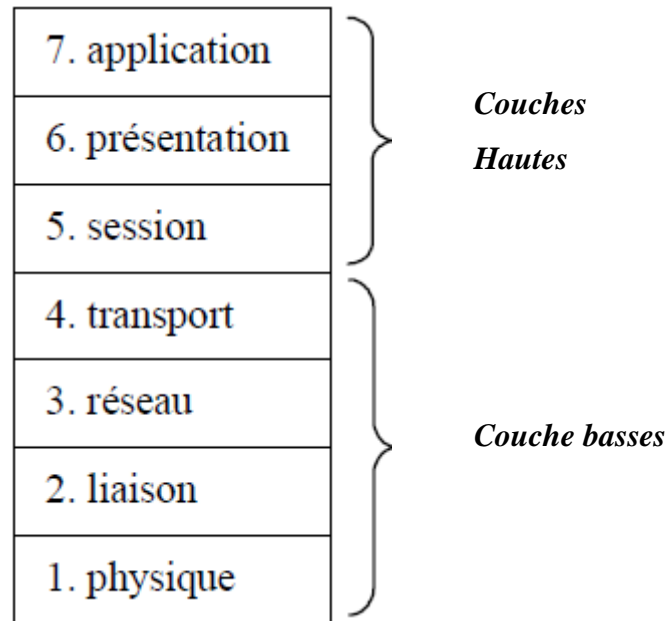 7. application
6. présentation
5. session
4. transport
3. réseau
2. liaison
1. physique
Couches
Hautes
Couche basses